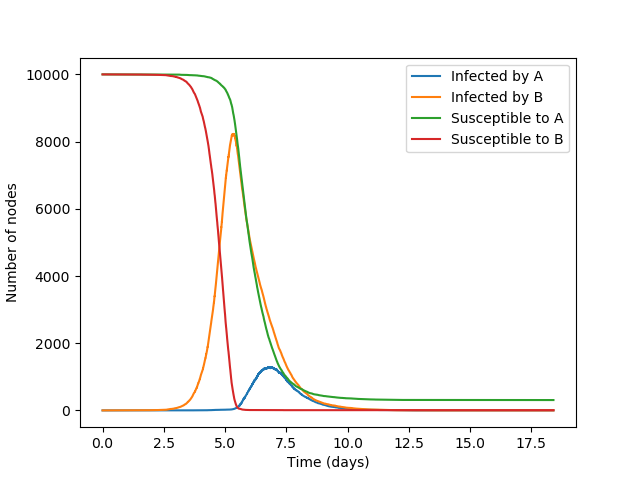 Infected by A
Infected by B
Susceptible to A
Susceptible to B
10000
8000
6000
4000
2000
0
Number of nodes
0.0 2.5 5.0 7.5 10.0 12.5 15.0 17.5
Time (days)